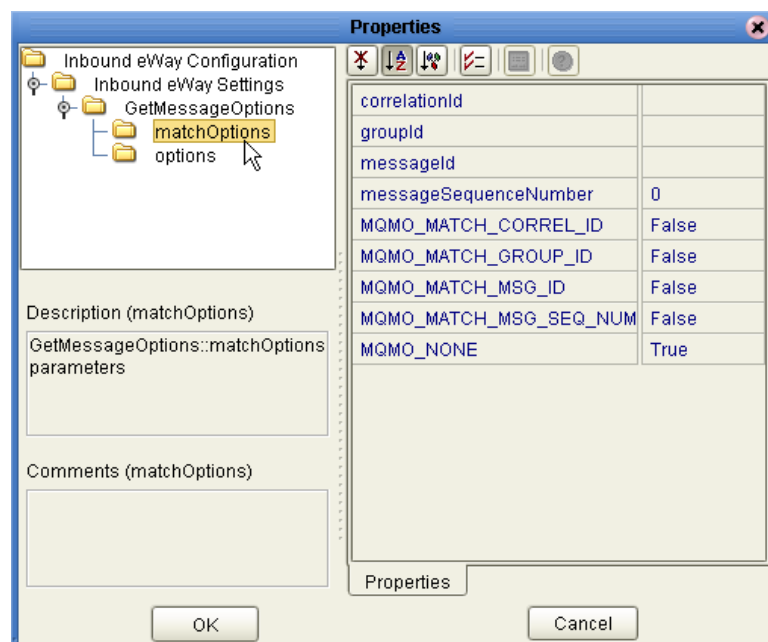 Properties
Inbound eWay Configuration
Inbound eWay Settings
GetMessageOptions
matchOptions
options
Description (matchOptions)
GetMessageOptions::matchOptions
parameters
Comments (matchOptions)
correlationId
groupId
messageId
messageSequenceNumber 0
MQMO_MATCH_CORREL_ID False
MQMO_MATCH_GROUP_ID False
MQMO_MATCH_MSG_ID False
MQMO_MATCH_MSG_SEQ_NUM False
MQMO_NONE True
Properties
OK
Cancel